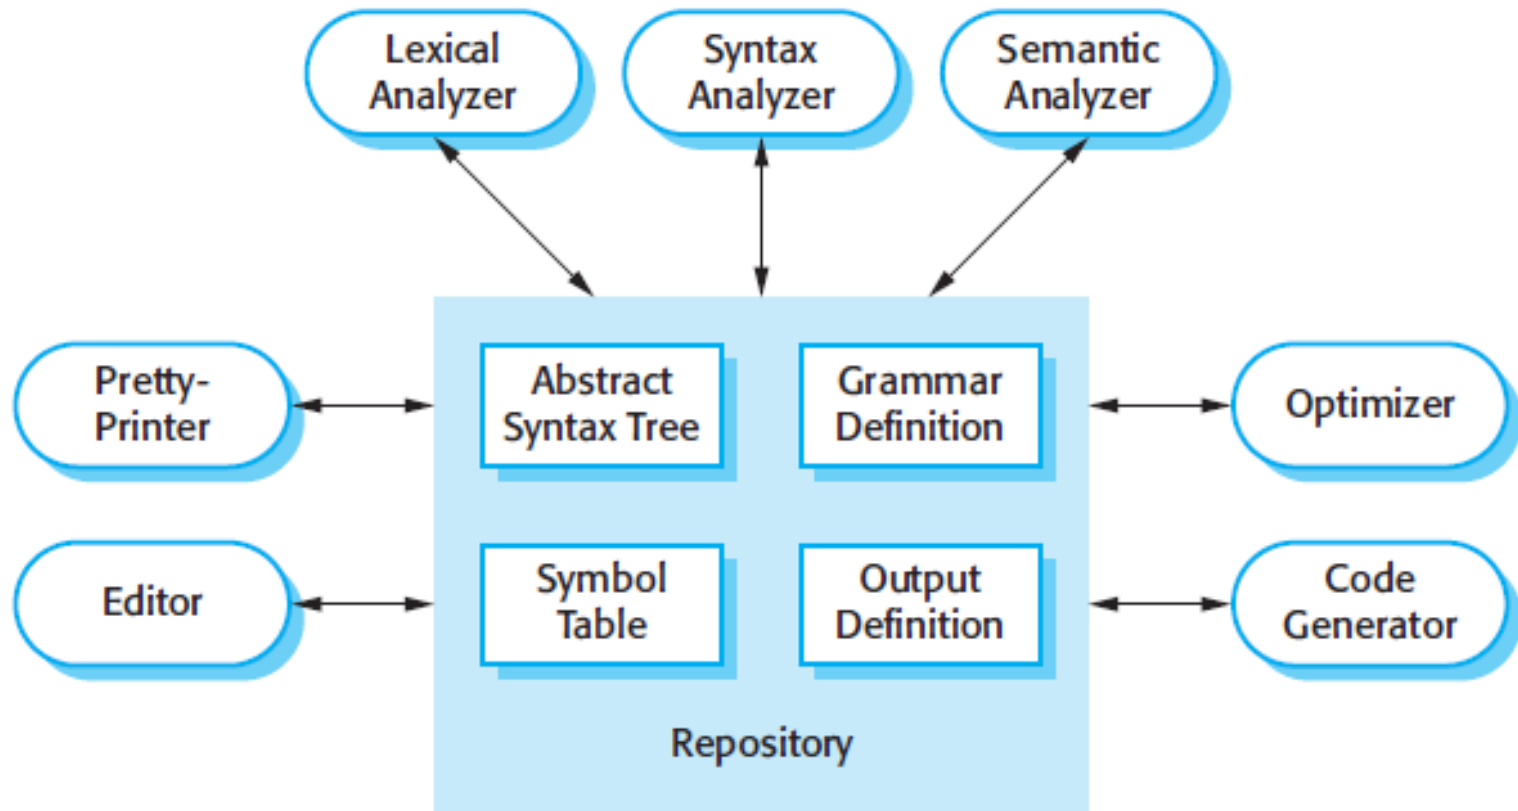 Lexical
Analyzer
Syntax
Analyzer
Semantic
Analyzer
Pretty-
Printer
Abstract
Syntax Tree
Grammar
Definition
Optimizer
Editor
Symbol
Table
Output
Definition
Code
Generator
Repository